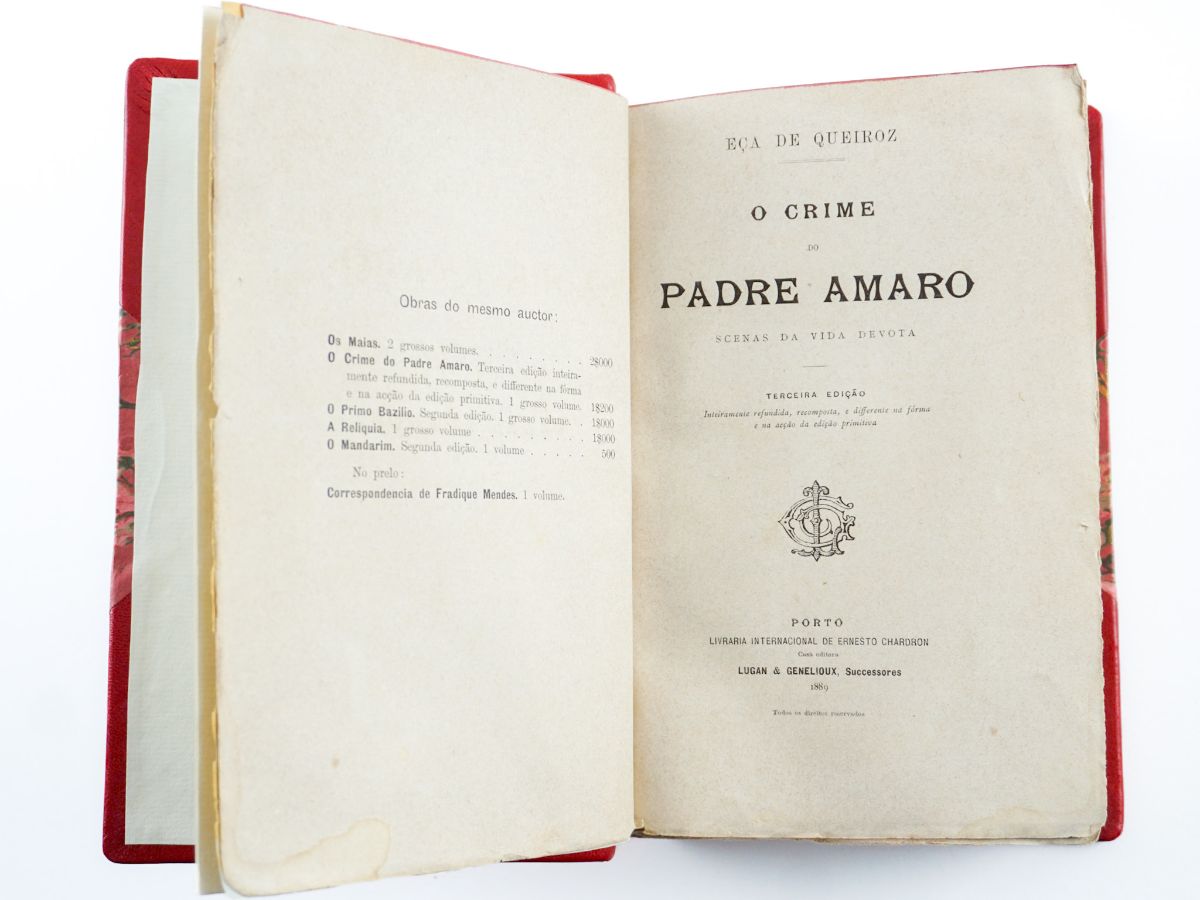 Obras do mesmo auctor:
Os Maias. 2 grossos volumes. . . . . . . . . 2$000
O Crime do Padre Amaro. Terceira edição inteira-
mente refundida, recomposta, e differente na fórma
e na acção da edição primitiva. 1 grosso volume. 1$200
O Primo Bazilio. Segunda edição. 1 grosso volume. . 1$000
A Reliquia. 1 grosso volume . . . . . . . . . . 1$000
O Mandarim. Segunda edição. 1 volume . . . . . 500
No prelo:
Correspondencia de Fradique Mendes. 1 volume.
EÇA DE QUEIROZ
O CRIME
DO
PADRE AMARO
SCENAS DA VIDA DEVOTA
TERCEIRA EDIÇÃO
Inteiramente refundida, recomposta, e differente na fórma
e na acção da edição primitiva
PORTO
LIVRARIA INTERNACIONAL DE ERNESTO CHARDRON
Casa editora
LUGAN & GENELIOUX, Successores
1889
Todos os direitos reservados